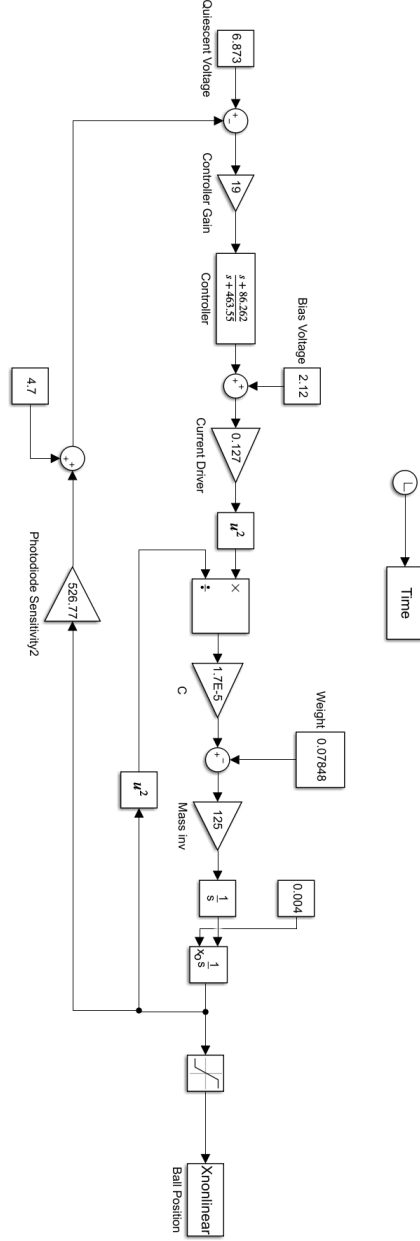 Time
Quiescent Voltage
6.873
+
-
19
Controller Gain
s + 86.262
s + 463.55
Controller
Bias Voltage
2.12
+
+
0.127
Current Driver
u²
×
÷
1.7E-5
C
Weight
0.07848
-
+
125
Mass inv
1
s
0.004
1
s
xo
Xnonlinear
Ball Position
u²
526.77
Photodiode Sensitivity2
4.7
+
+